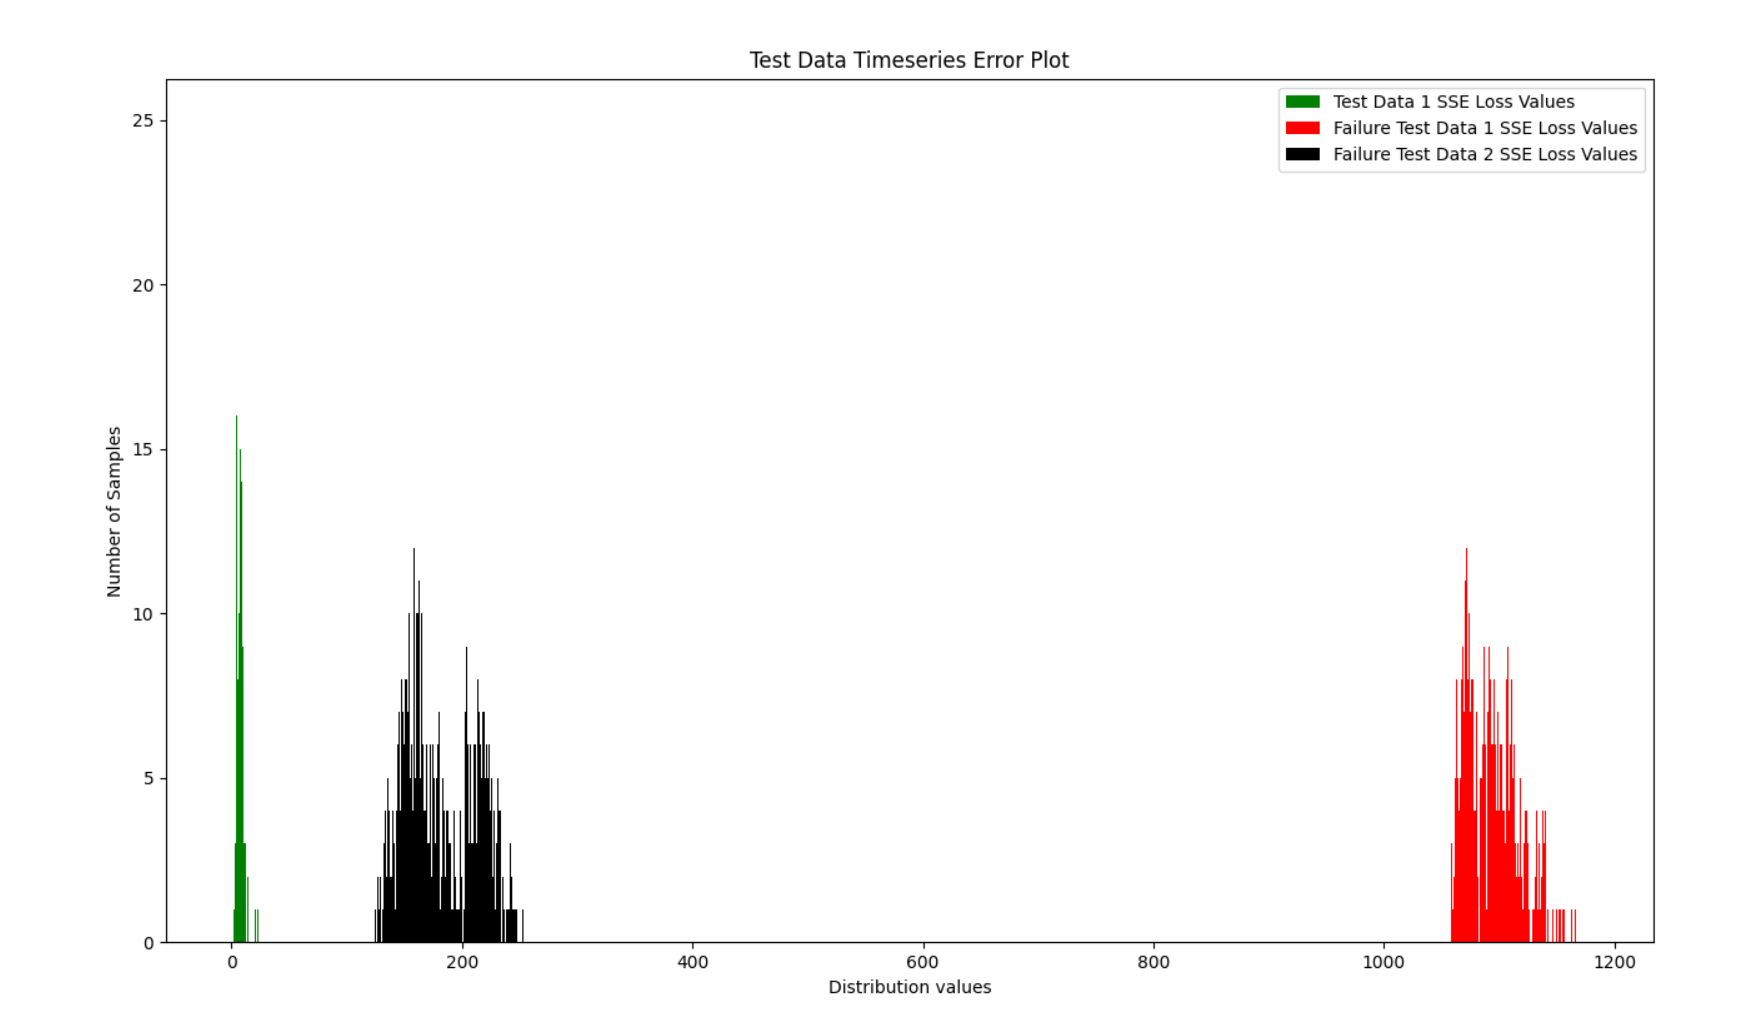 Test Data Timeseries Error Plot
Test Data 1 SSE Loss Values
Failure Test Data 1 SSE Loss Values
Failure Test Data 2 SSE Loss Values
25
20
15
10
5
0
Number of Samples
0 200 400 600 800 1000 1200
Distribution values